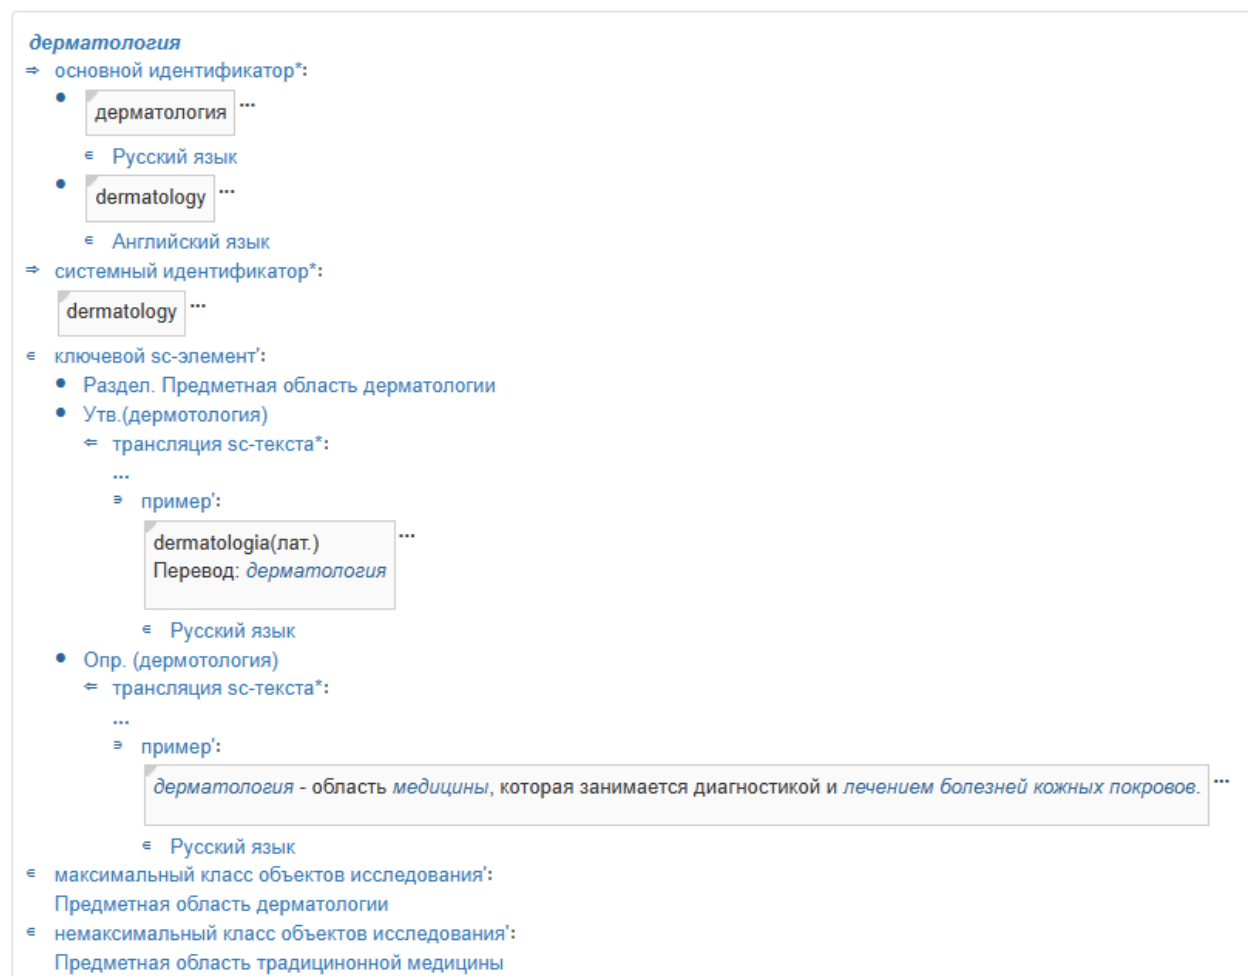 дерматология
⇒ основной идентификатор*:
• дерматология ...
∊ Русский язык
• dermatology ...
∊ Английский язык
⇒ системный идентификатор*:
dermatology ...
∊ ключевой sc-элемент':
• Раздел. Предметная область дерматологии
• Утв.(дермотология)
⇐ трансляция sc-текста*:
...
∍ пример':
dermatologia(лат.) ...
Перевод: дерматология
∊ Русский язык
• Опр. (дермотология)
⇐ трансляция sc-текста*:
...
∍ пример':
дерматология - область медицины, которая занимается диагностикой и лечением болезней кожных покровов. ...
∊ Русский язык
∊ максимальный класс объектов исследования':
Предметная область дерматологии
∊ немаксимальный класс объектов исследования':
Предметная область традицинонной медицины